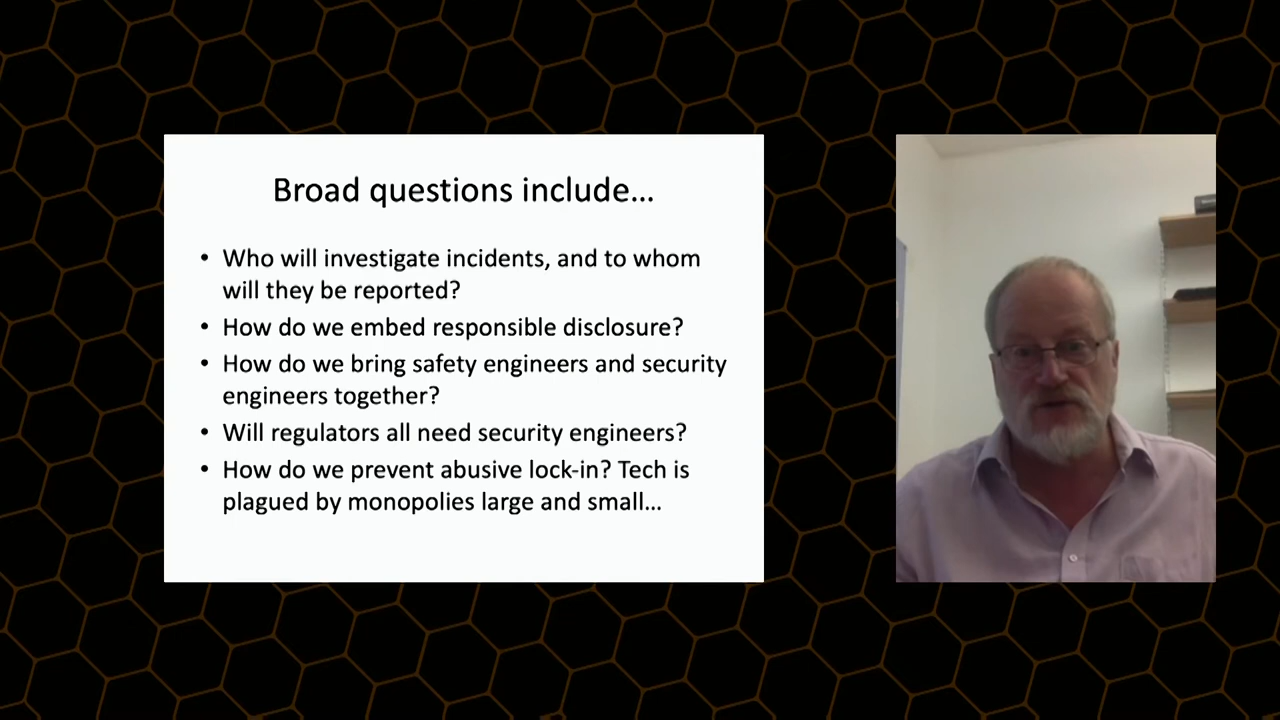 Broad questions include...
• Who will investigate incidents, and to whom
will they be reported?
• How do we embed responsible disclosure?
• How do we bring safety engineers and security
engineers together?
• Will regulators all need security engineers?
• How do we prevent abusive lock-in? Tech is
plagued by monopolies large and small...